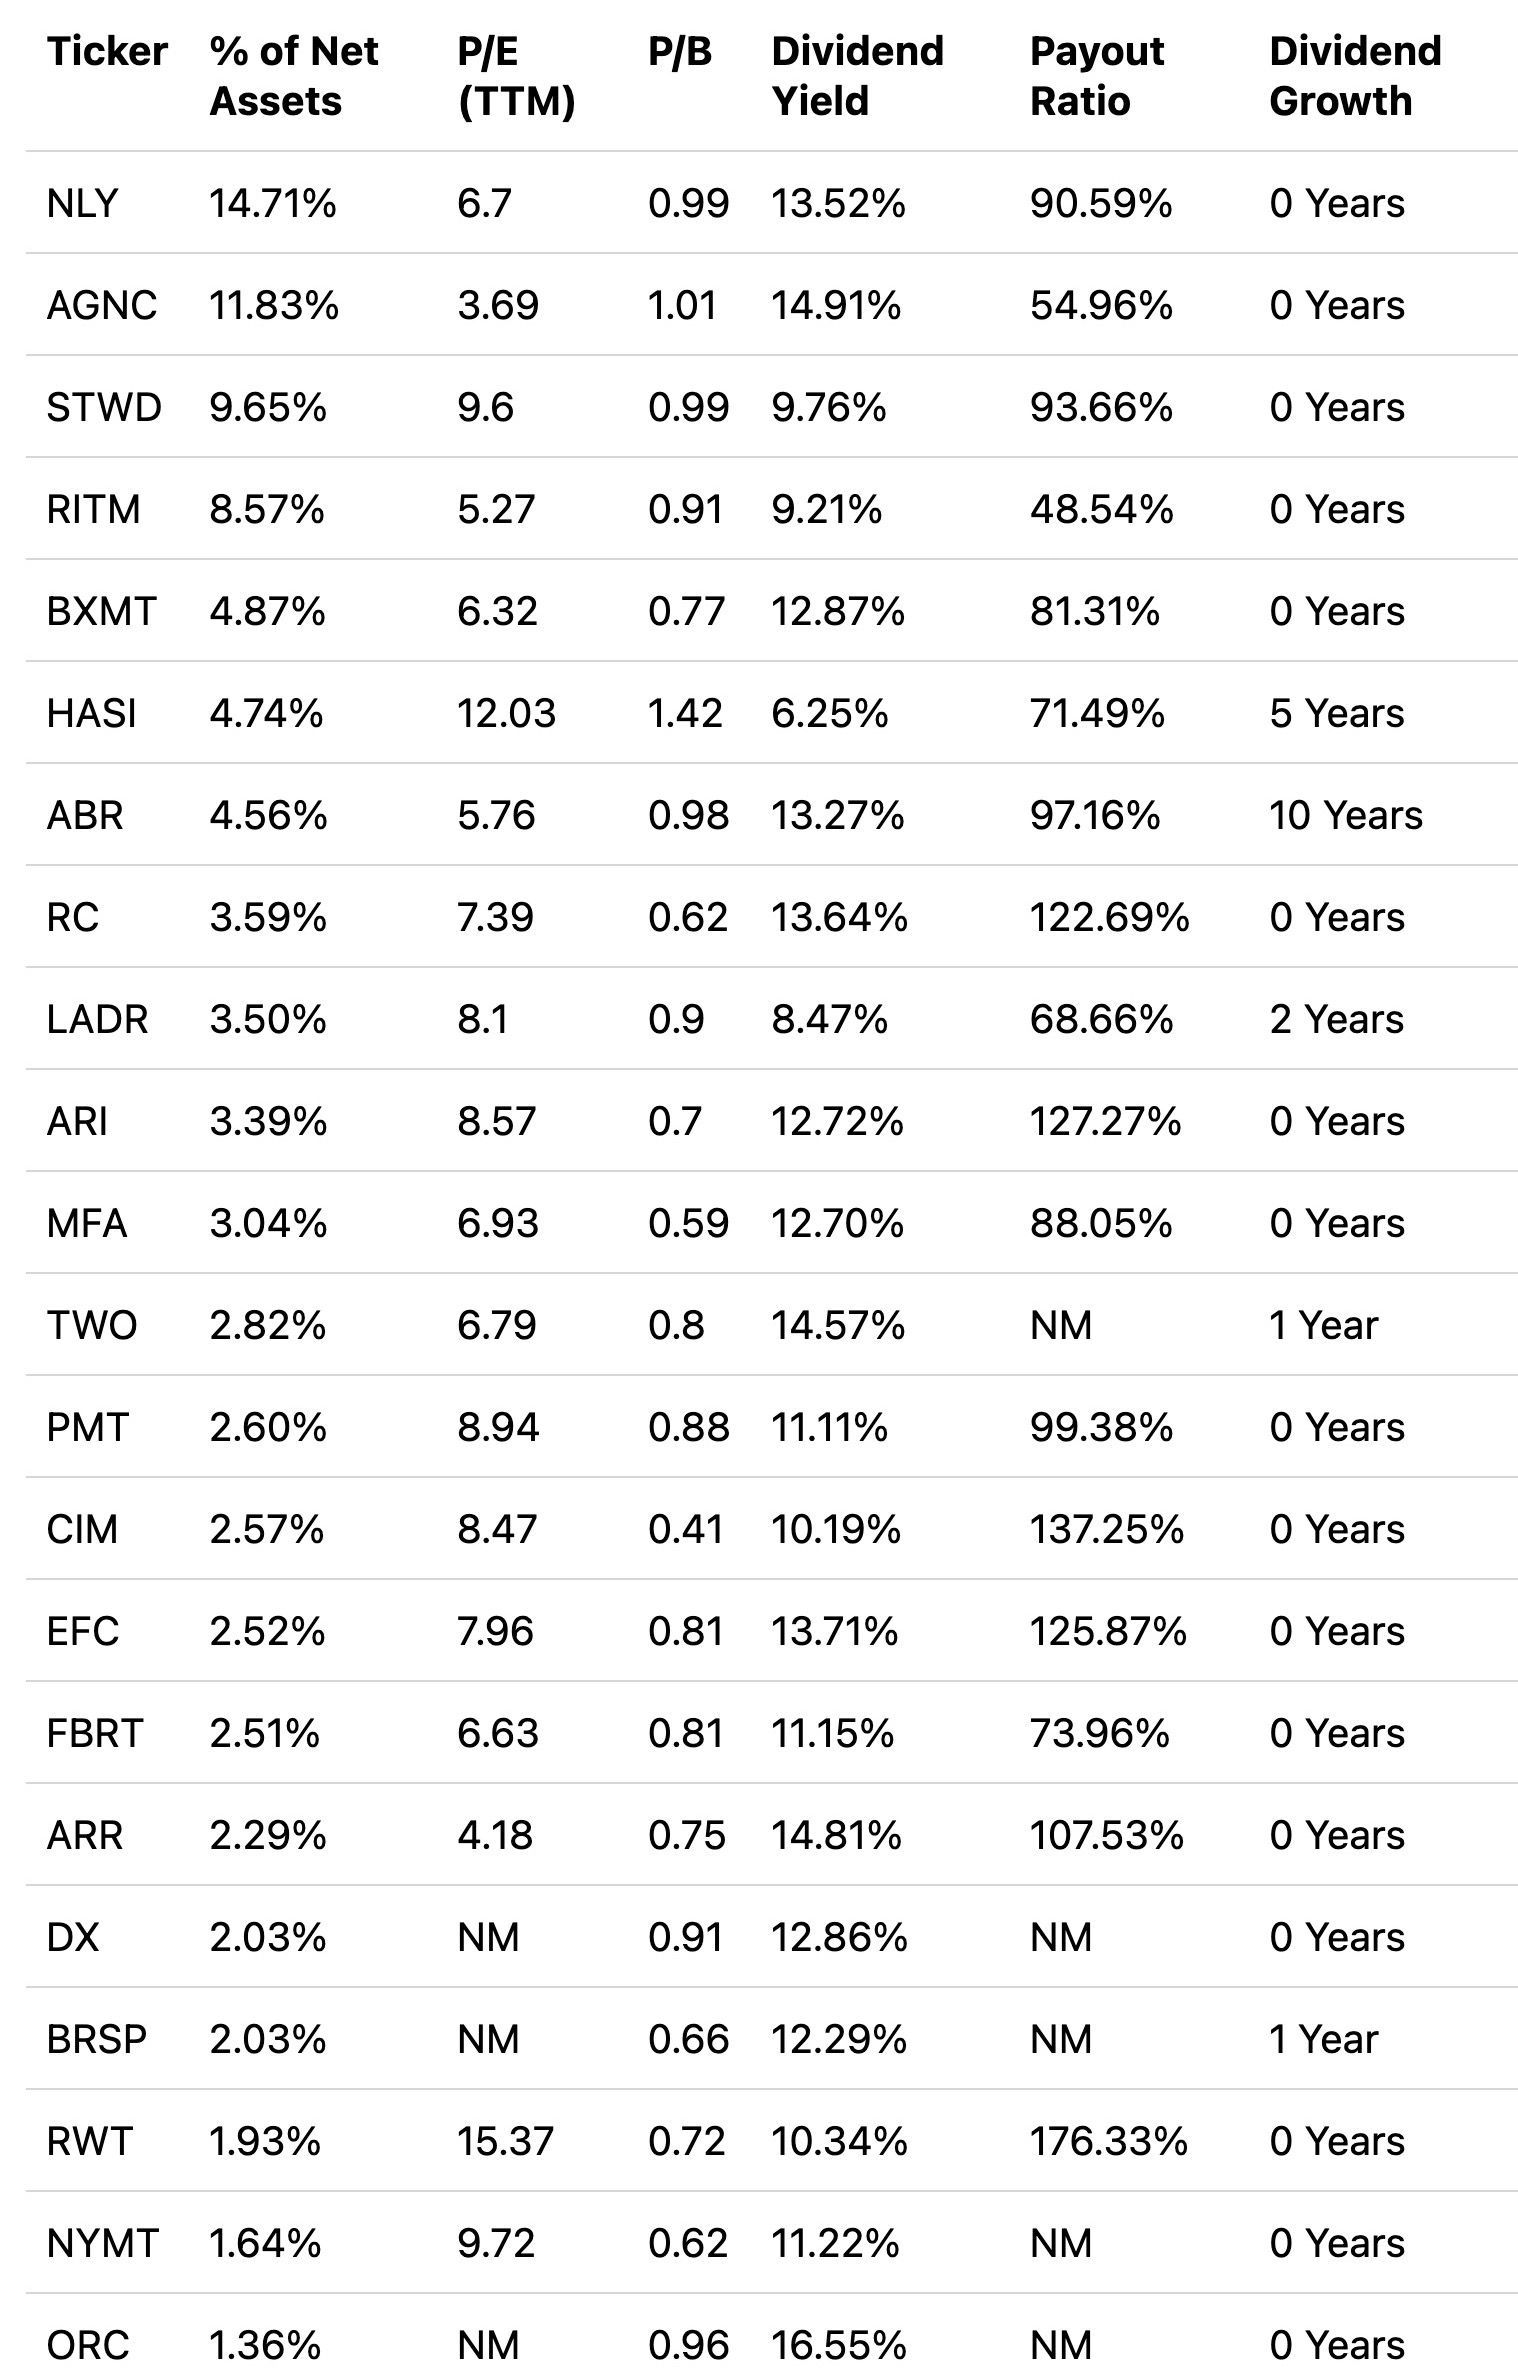 Ticker % of Net Assets P/E (TTM) P/B Dividend Yield Payout Ratio Dividend Growth
NLY 14.71% 6.7 0.99 13.52% 90.59% 0 Years
AGNC 11.83% 3.69 1.01 14.91% 54.96% 0 Years
STWD 9.65% 9.6 0.99 9.76% 93.66% 0 Years
RITM 8.57% 5.27 0.91 9.21% 48.54% 0 Years
BXMT 4.87% 6.32 0.77 12.87% 81.31% 0 Years
HASI 4.74% 12.03 1.42 6.25% 71.49% 5 Years
ABR 4.56% 5.76 0.98 13.27% 97.16% 10 Years
RC 3.59% 7.39 0.62 13.64% 122.69% 0 Years
LADR 3.50% 8.1 0.9 8.47% 68.66% 2 Years
ARI 3.39% 8.57 0.7 12.72% 127.27% 0 Years
MFA 3.04% 6.93 0.59 12.70% 88.05% 0 Years
TWO 2.82% 6.79 0.8 14.57% NM 1 Year
PMT 2.60% 8.94 0.88 11.11% 99.38% 0 Years
CIM 2.57% 8.47 0.41 10.19% 137.25% 0 Years
EFC 2.52% 7.96 0.81 13.71% 125.87% 0 Years
FBRT 2.51% 6.63 0.81 11.15% 73.96% 0 Years
ARR 2.29% 4.18 0.75 14.81% 107.53% 0 Years
DX 2.03% NM 0.91 12.86% NM 0 Years
BRSP 2.03% NM 0.66 12.29% NM 1 Year
RWT 1.93% 15.37 0.72 10.34% 176.33% 0 Years
NYMT 1.64% 9.72 0.62 11.22% NM 0 Years
ORC 1.36% NM 0.96 16.55% NM 0 Years